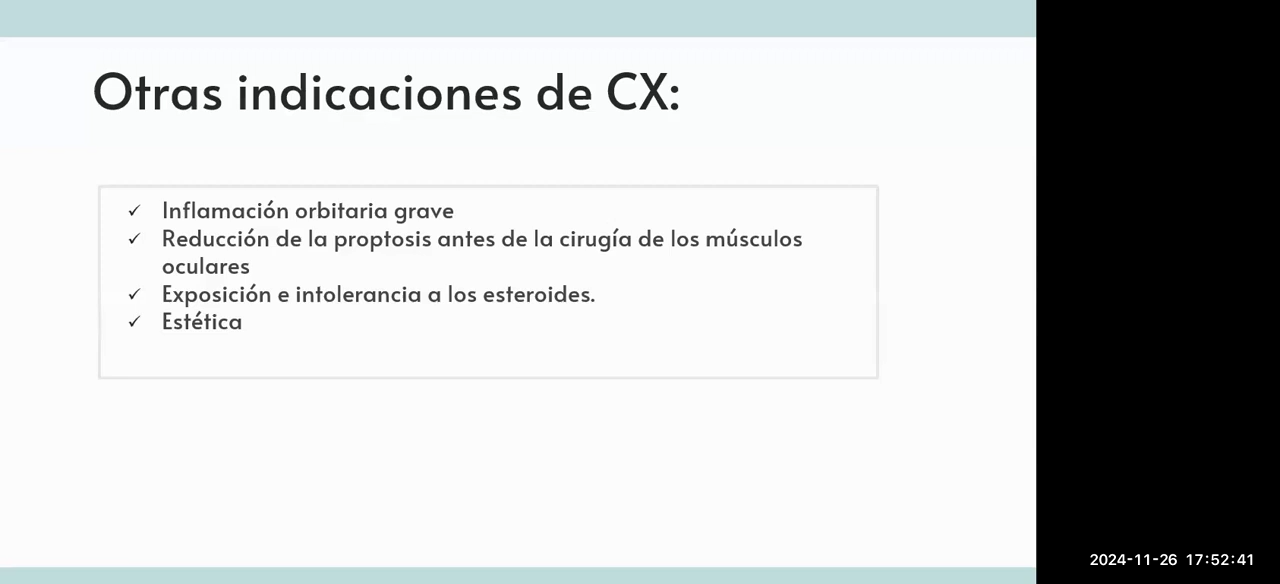 Otras indicaciones de CX:
✓ Inflamación orbitaria grave
✓ Reducción de la proptosis antes de la cirugía de los músculos
oculares
✓ Exposición e intolerancia a los esteroides.
✓ Estética
2024-11-26 17:52:41